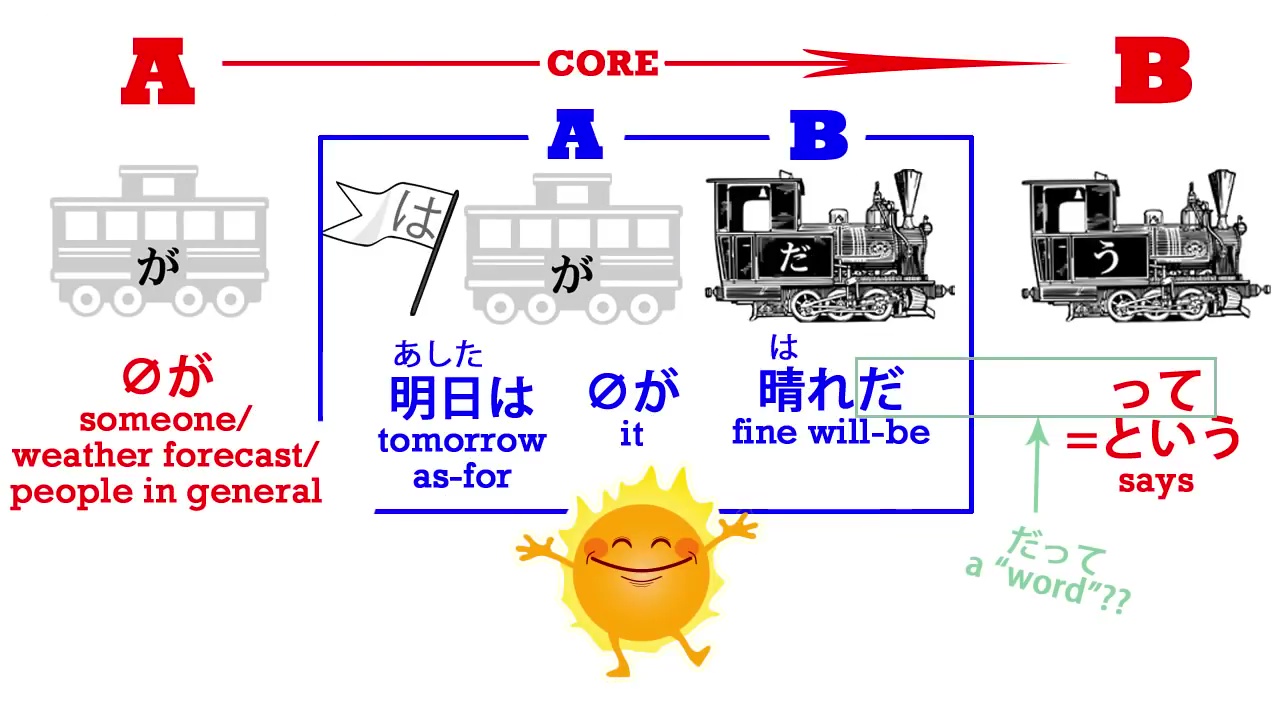 A CORE B
A B
は
が
が
だ
う
あした
は
∅が
明日は
∅が
晴れだ
って
someone/
weather forecast/
people in general
tomorrow
as-for
it
fine will-be
=という
says
だって
a “word”??